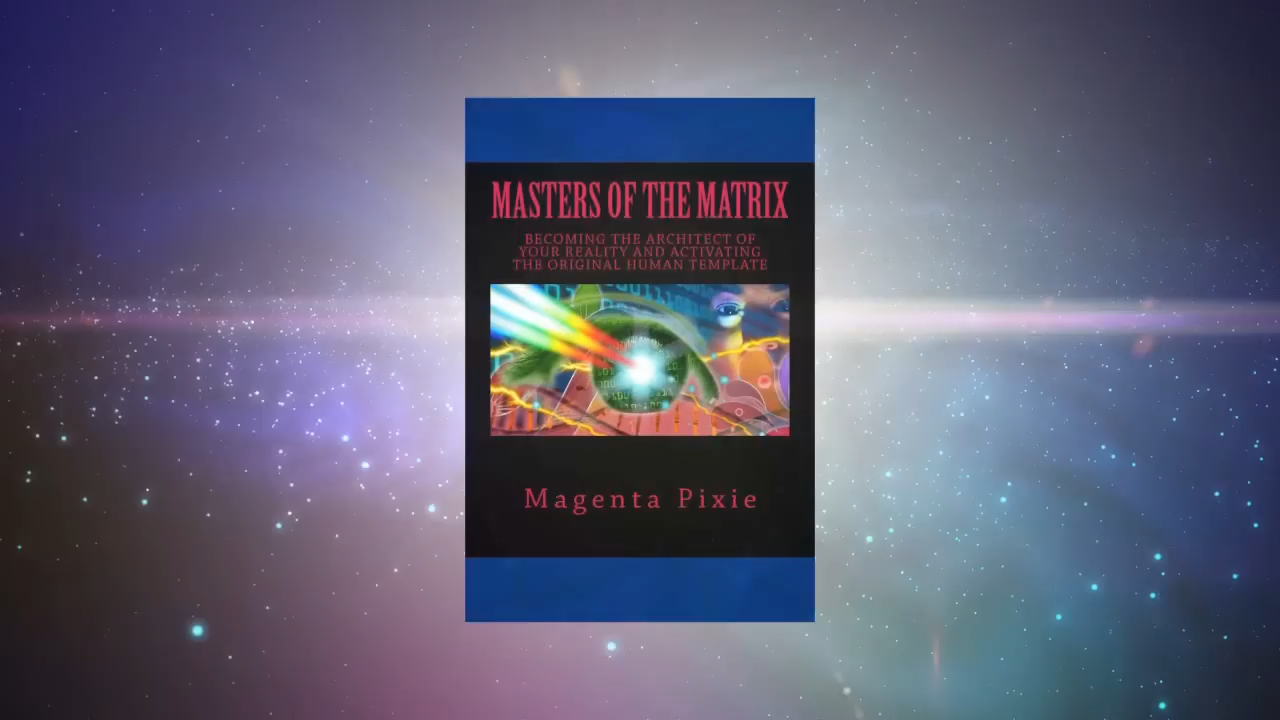 MASTERS OF THE MATRIX
BECOMING THE ARCHITECT OF
YOUR REALITY AND ACTIVATING
THE ORIGINAL HUMAN TEMPLATE
Magenta Pixie